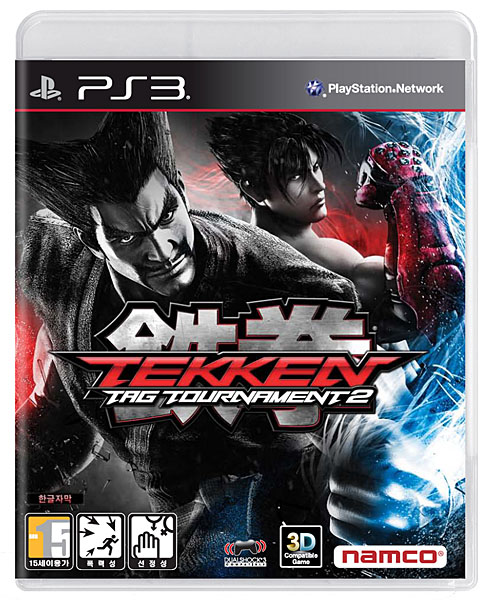 PS3
PlayStation®Network
鉄拳
TEKKEN
TAG TOURNAMENT 2
한글자막
15
15세이용가
폭력성
선정성
DUALSHOCK3
3D
Compatible
Game
namco®